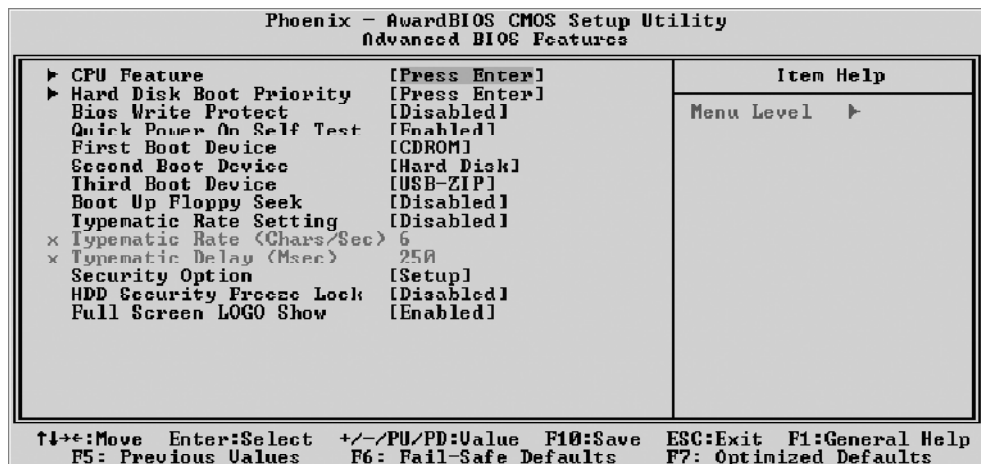 Phoenix - AwardBIOS CMOS Setup Utility
Advanced BIOS Features
► CPU Feature [Press Enter]
► Hard Disk Boot Priority [Press Enter]
Bios Write Protect [Disabled]
Quick Power On Self Test [Enabled]
First Boot Device [CDROM]
Second Boot Device [Hard Disk]
Third Boot Device [USB-ZIP]
Boot Up Floppy Seek [Disabled]
Typematic Rate Setting [Disabled]
x Typematic Rate (Chars/Sec) 6
x Typematic Delay (Msec) 250
Security Option [Setup]
HDD Security Freeze Lock [Disabled]
Full Screen LOGO Show [Enabled]
Item Help
Menu Level ►
↑↓→←:Move Enter:Select +/-/PU/PD:Value F10:Save ESC:Exit F1:General Help
F5: Previous Values F6: Fail-Safe Defaults F7: Optimized Defaults